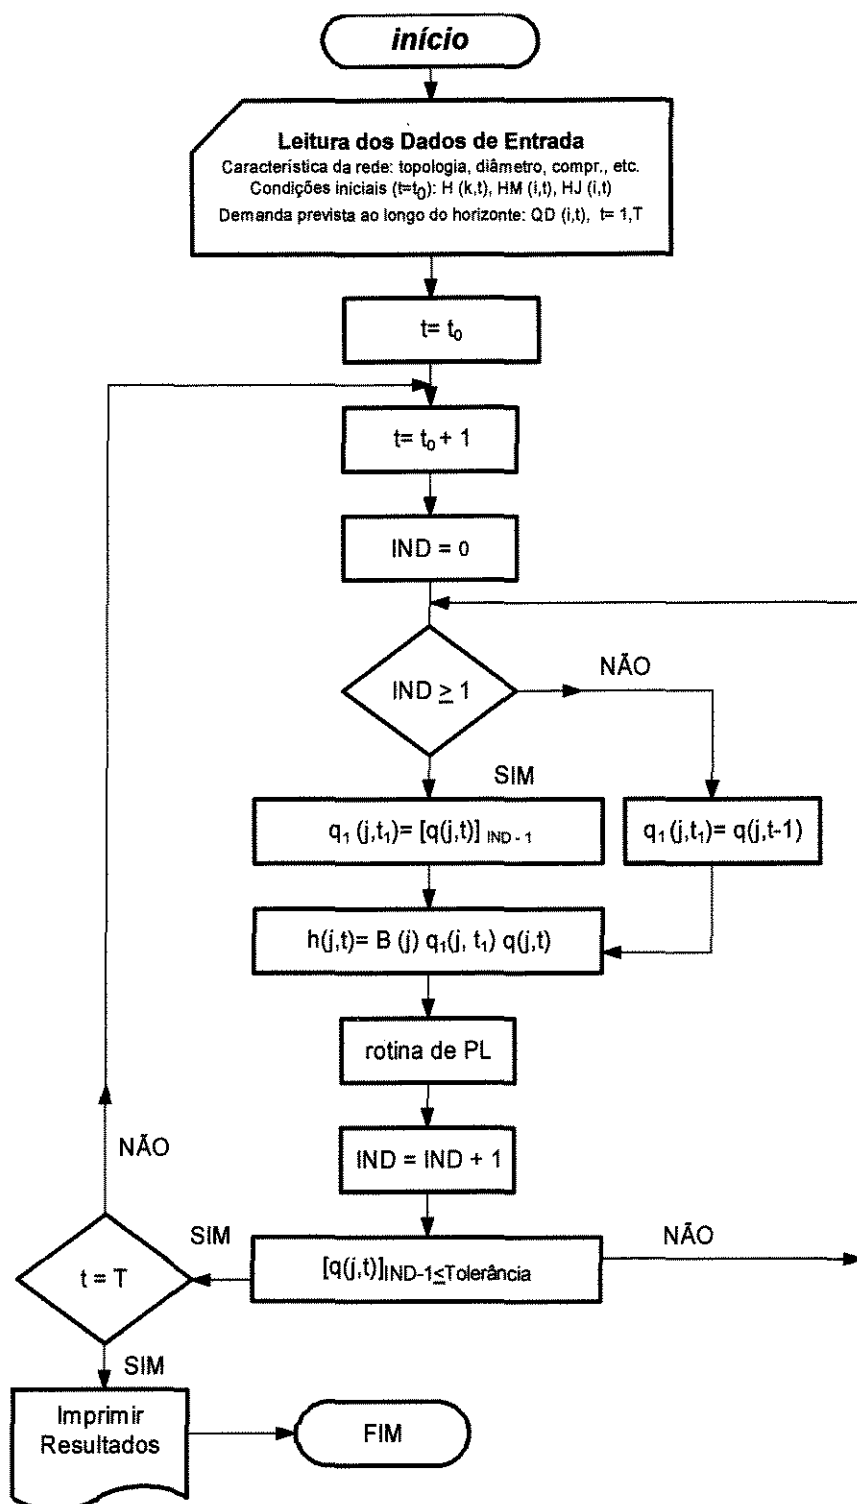 início
Leitura dos Dados de Entrada
Característica da rede: topologia, diâmetro, compr., etc.
Condições iniciais (t=t₀): H (k,t), HM (i,t), HJ (i,t)
Demanda prevista ao longo do horizonte: QD (i,t), t= 1,T
t= t₀
t= t₀ + 1
IND = 0
IND ≥ 1
NÃO
SIM
q₁ (j,t₁)= [q(j,t)] IND - 1
q₁ (j,t₁)= q(j,t-1)
h(j,t)= B (j) q₁(j, t₁) q(j,t)
rotina de PL
IND = IND + 1
NÃO
SIM
[q(j,t)]IND-1≤Tolerância
NÃO
t = T
SIM
Imprimir
Resultados
FIM